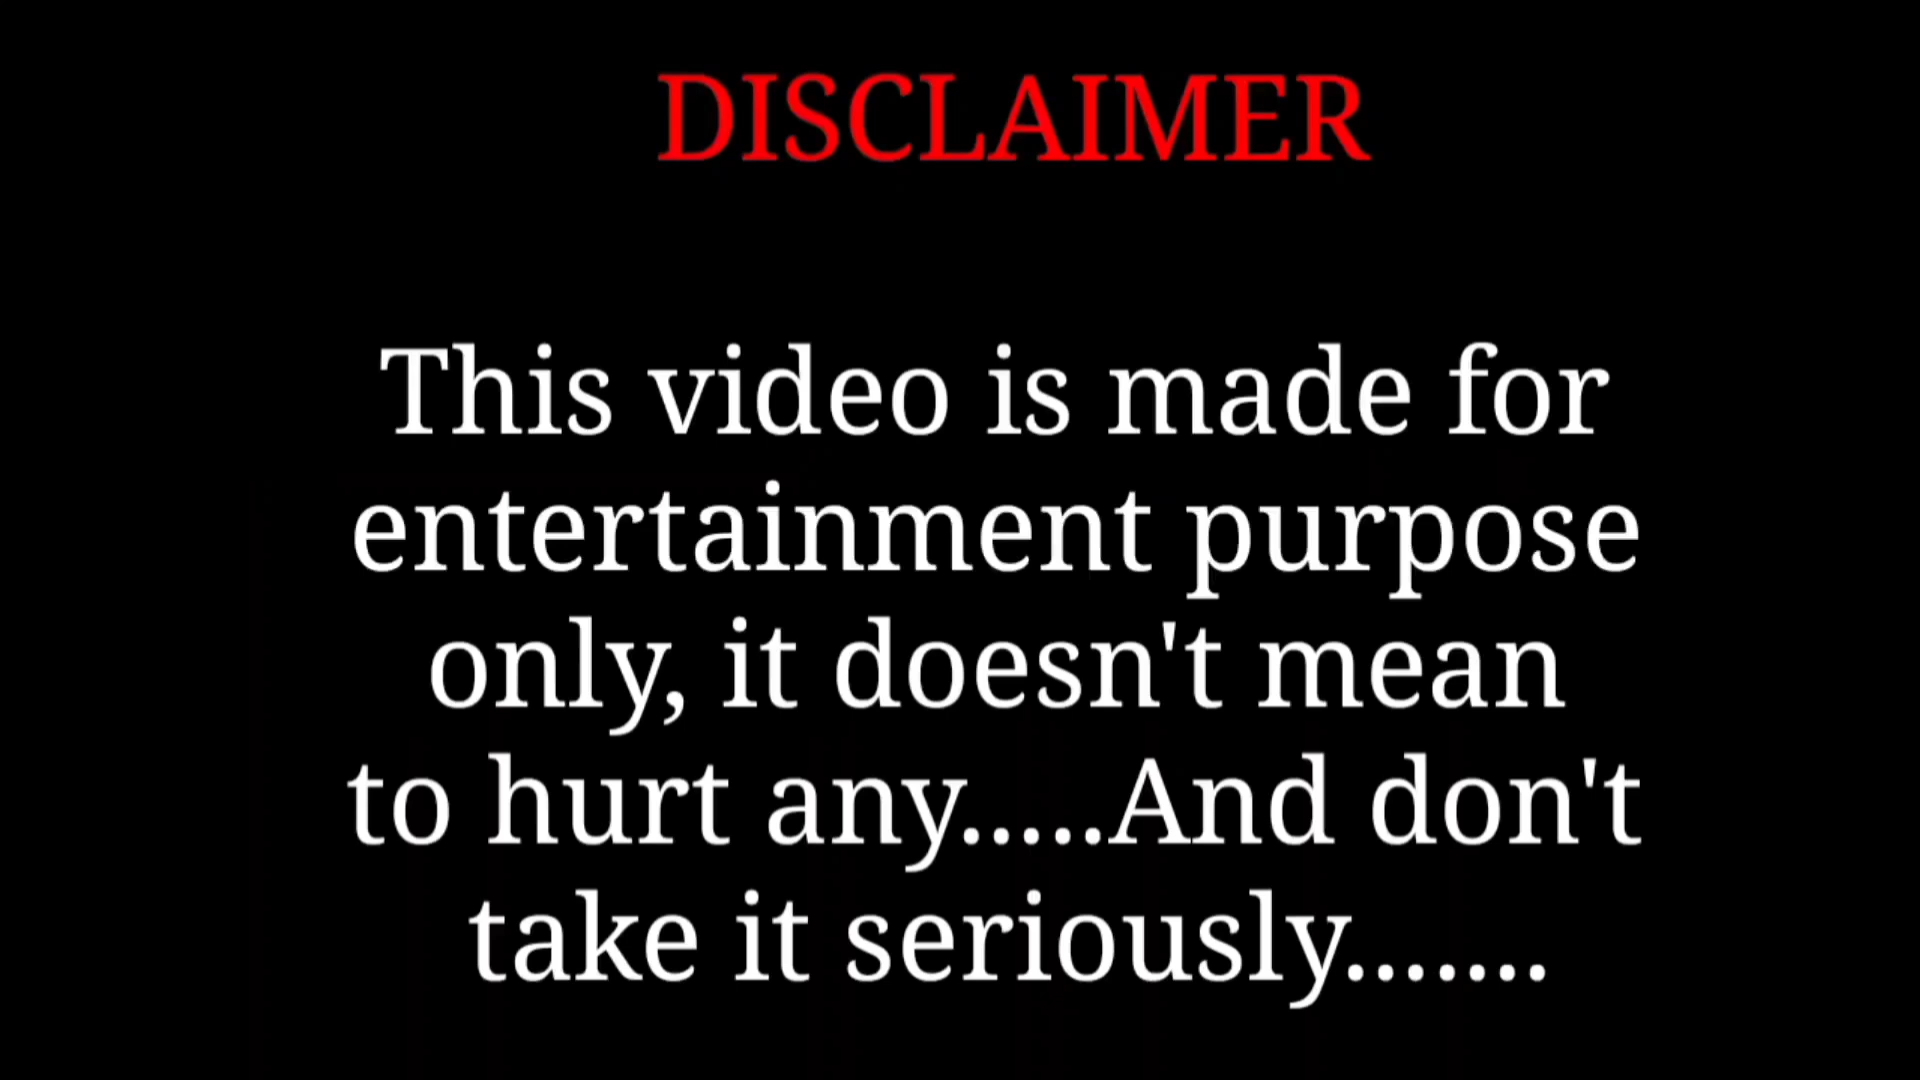 DISCLAIMER
This video is made for
entertainment purpose
only, it doesn't mean
to hurt any.....And don't
take it seriously.......